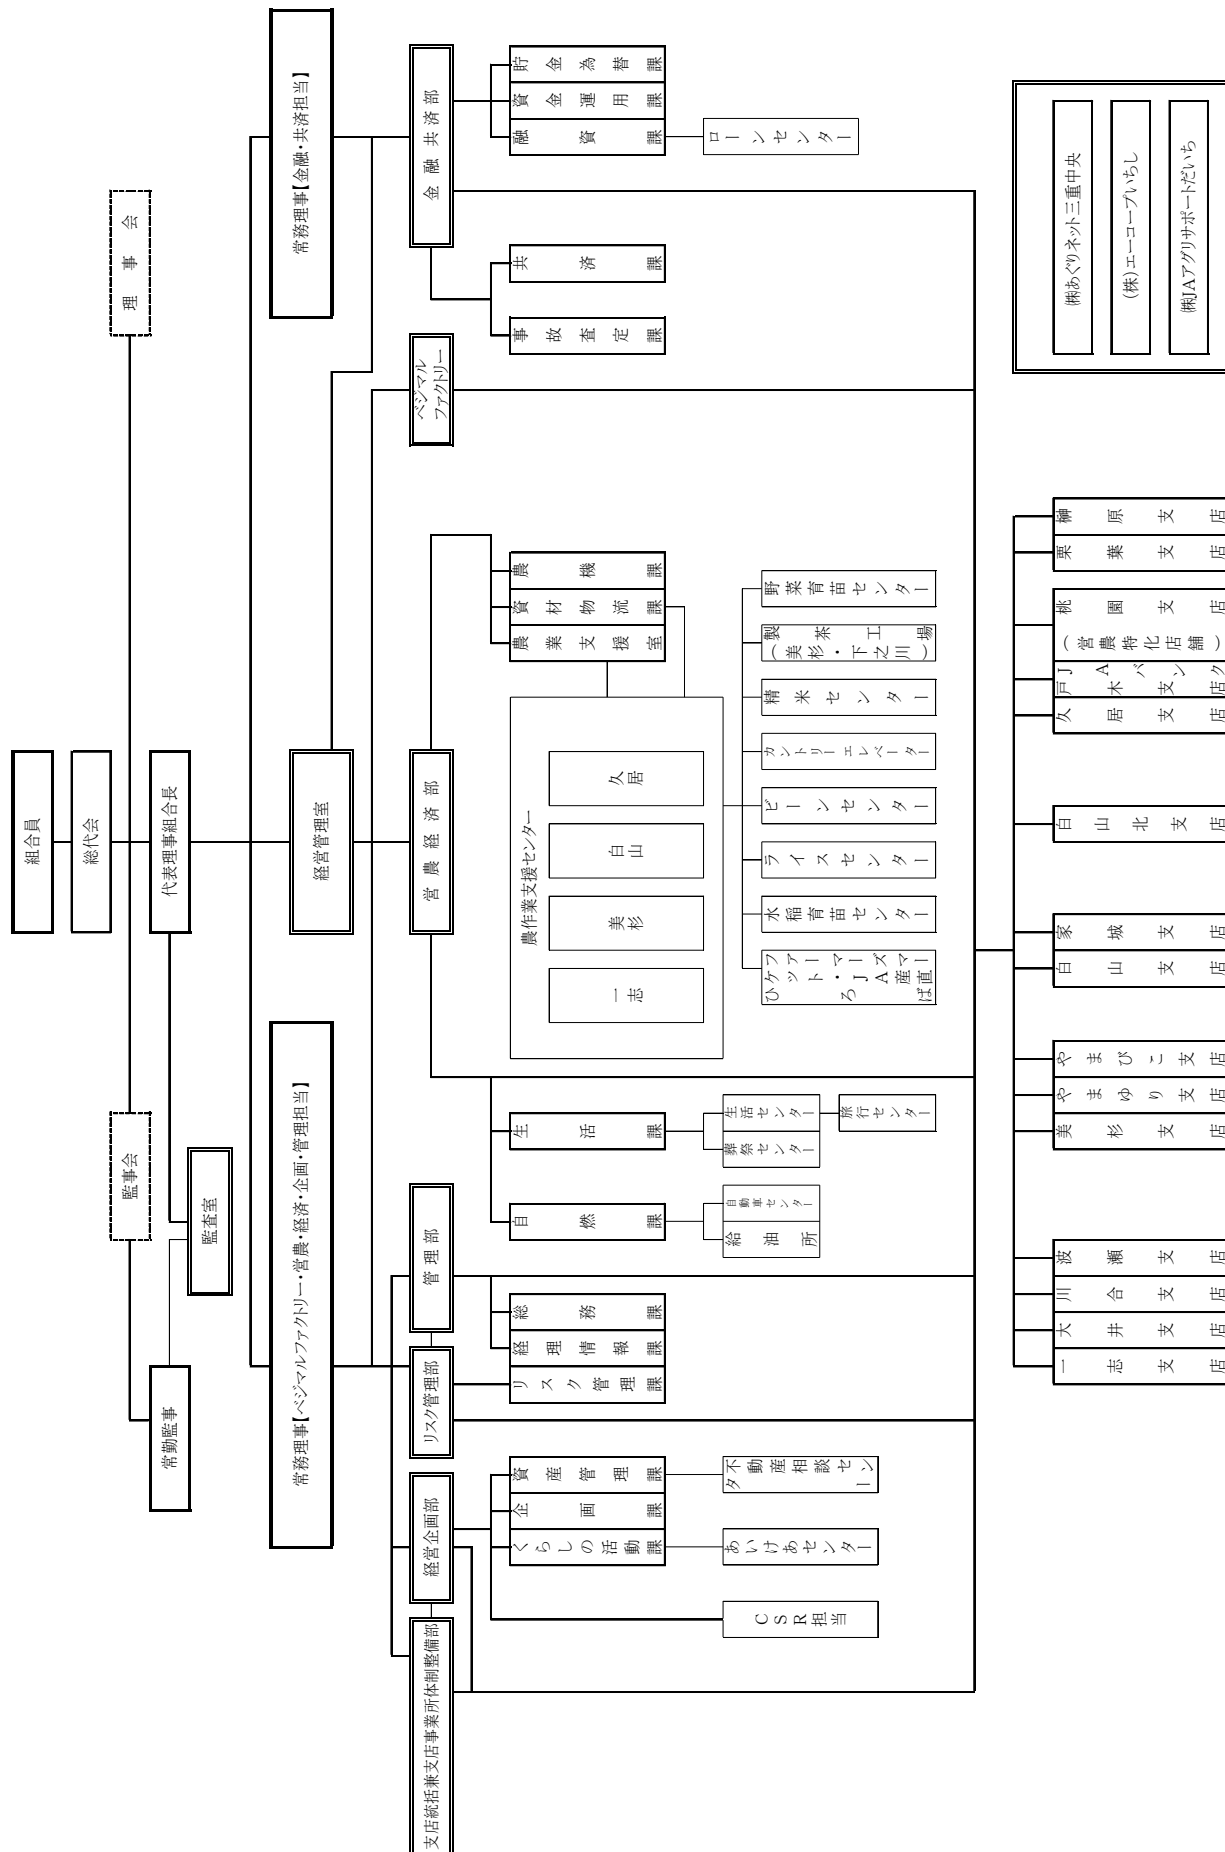 組合員
総代会
理事会
監事会
代表理事組合長
常勤監事
監査室
常務理事【ベジマルファクトリー・営農・経済・企画・管理担当】
経営管理室
常務理事【金融・共済担当】
支店統括兼支店事業所体制整備部
経営企画部
リスク管理部
管理部
営農経済部
ベジマル
ファクトリー
金融共済部
くらしの活動課
企画課
資産管理課
リスク管理課
経理情報課
総務課
自燃課
生活課
農業支援室
資材物流課
農機課
事故査定課
共済課
融資課
資金運用課
貯金為替課
CSR担当
あいけあセンター
不動産相談セン
ター
給油所
自動車センター
葬祭センター
生活センター
旅行センター
農作業支援センター
一志
美杉
白山
久居
ファーマーズマー
ケット・JA産直
ひろば
水稲育苗センター
ライスセンター
ビーンセンター
カントリーエレベーター
精米センター
製茶工場
(美杉・下之川)
野菜育苗センター
ローンセンター
一志支店
大井支店
川合支店
波瀬支店
美杉支店
やまゆり支店
やまびこ支店
白山支店
家城支店
白山北支店
久居支店
JAバンク
戸木支店
桃園支店
(営農特化店舗)
栗葉支店
榊原支店
㈱あぐりネット三重中央
(株)エーコープいちし
㈱JAアグリサポートだいち